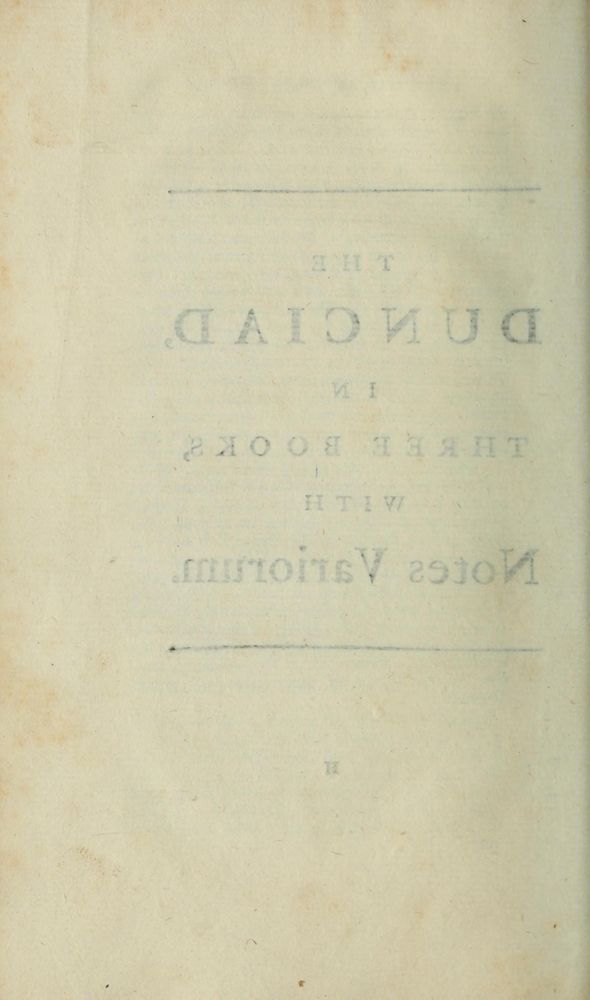 THE
DUNCIAD,
IN
THREE BOOKS,
WITH
Notes Variorum.
H